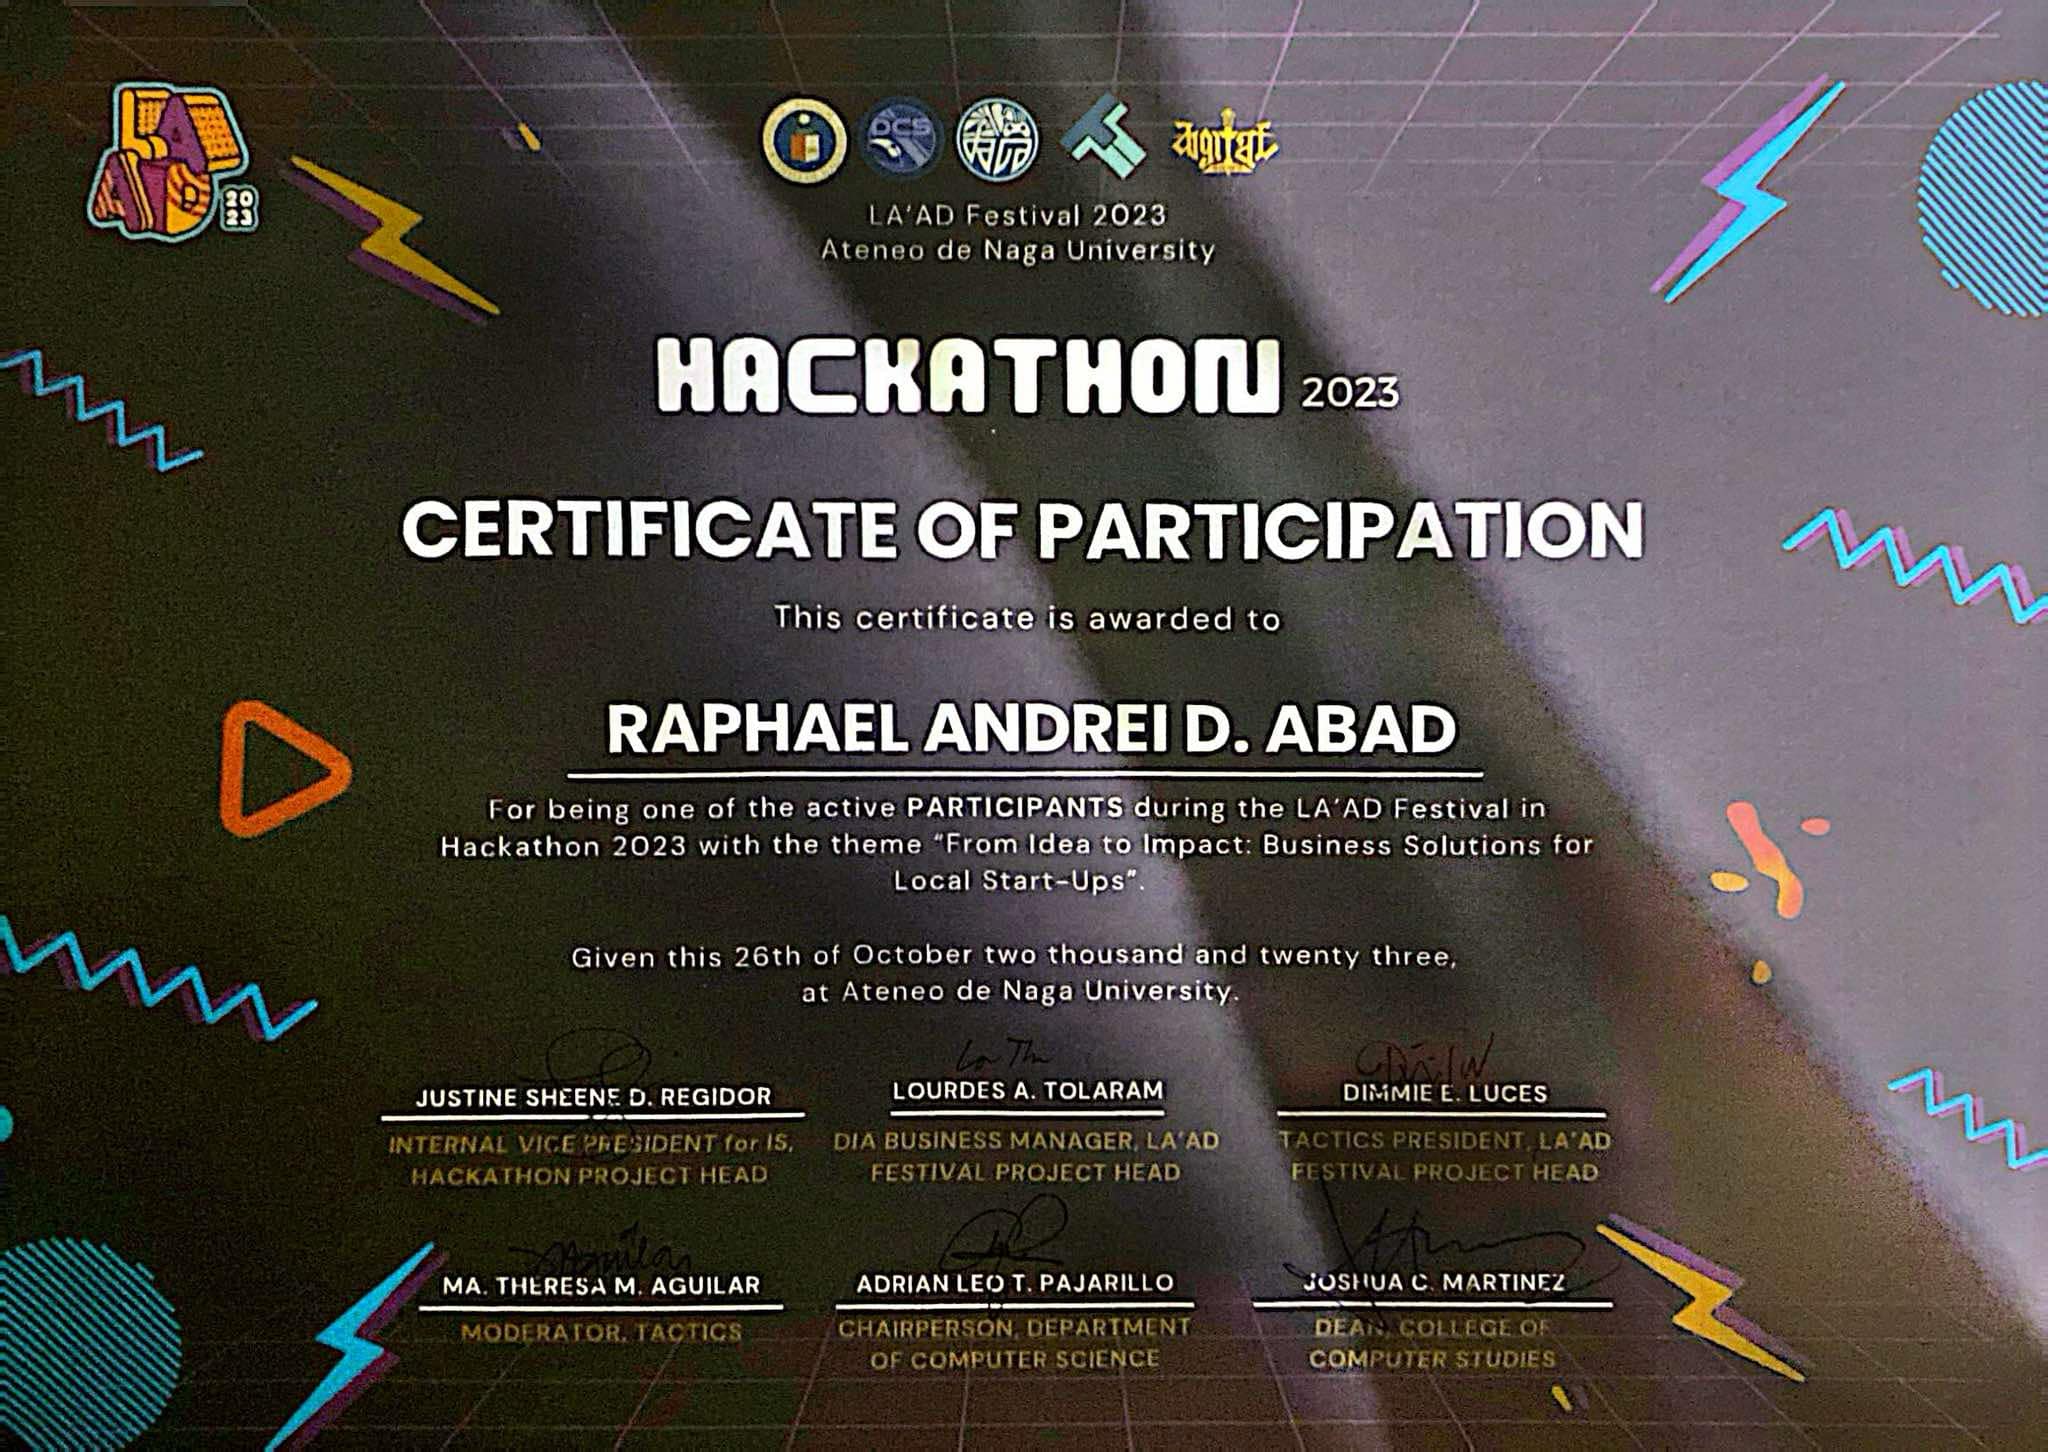 20
23
DCS
LA'AD Festival 2023
Ateneo de Naga University
HACKATHON 2023
CERTIFICATE OF PARTICIPATION
This certificate is awarded to
RAPHAEL ANDREI D. ABAD
For being one of the active PARTICIPANTS during the LA'AD Festival in
Hackathon 2023 with the theme "From Idea to Impact: Business Solutions for
Local Start-Ups".
Given this 26th of October two thousand and twenty three,
at Ateneo de Naga University.
JUSTINE SHEENE D. REGIDOR
INTERNAL VICE PRESIDENT for IS,
HACKATHON PROJECT HEAD
LOURDES A. TOLARAM
DIA BUSINESS MANAGER, LA'AD
FESTIVAL PROJECT HEAD
DIMMIE E. LUCES
TACTICS PRESIDENT, LA'AD
FESTIVAL PROJECT HEAD
MA. THERESA M. AGUILAR
MODERATOR, TACTICS
ADRIAN LEO T. PAJARILLO
CHAIRPERSON, DEPARTMENT
OF COMPUTER SCIENCE
JOSHUA C. MARTINEZ
DEAN, COLLEGE OF
COMPUTER STUDIES